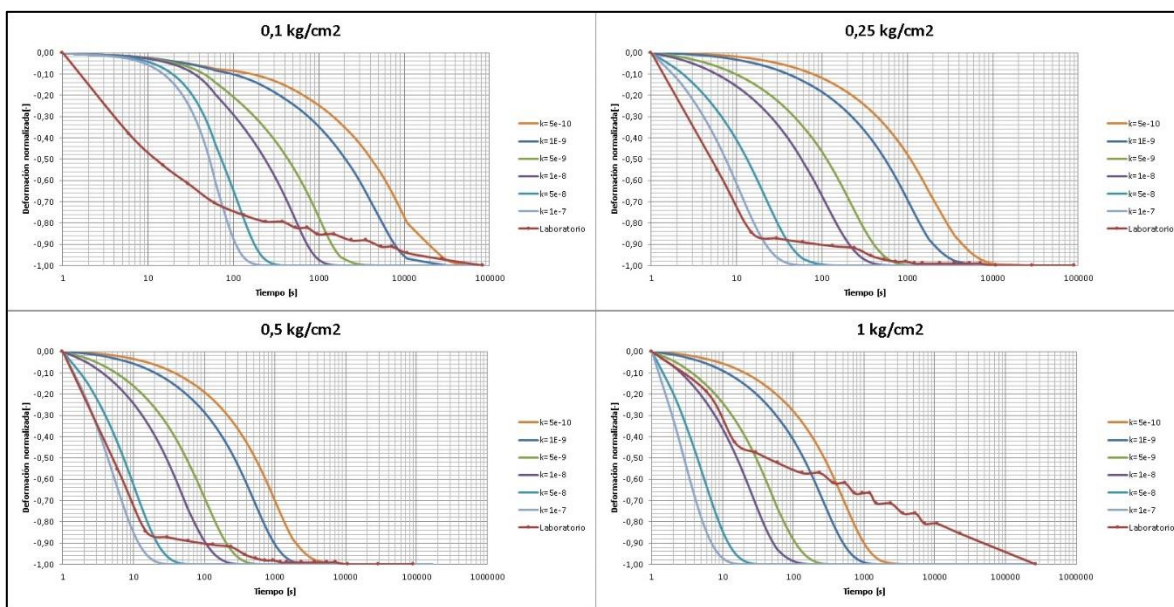 0,1 kg/cm2
Deformación normalizada[-]
0,00
-0,10
-0,20
-0,30
-0,40
-0,50
-0,60
-0,70
-0,80
-0,90
-1,00
1 10 100 1000 10000 100000
Tiempo [s]
k=5e-10
k=1E-9
k=5e-9
k=1e-8
k=5e-8
k=1e-7
Laboratorio
0,25 kg/cm2
Deformación normalizada[-]
0,00
-0,10
-0,20
-0,30
-0,40
-0,50
-0,60
-0,70
-0,80
-0,90
-1,00
1 10 100 1000 10000 100000
Tiempo [s]
k=5e-10
k=1E-9
k=5e-9
k=1e-8
k=5e-8
k=1e-7
Laboratorio
0,5 kg/cm2
Deformación normalizada[-]
0,00
-0,10
-0,20
-0,30
-0,40
-0,50
-0,60
-0,70
-0,80
-0,90
-1,00
1 10 100 1000 10000 100000 1000000
Tiempo [s]
k=5e-10
k=1E-9
k=5e-9
k=1e-8
k=5e-8
k=1e-7
Laboratorio
1 kg/cm2
Deformación normalizada[-]
0,00
-0,10
-0,20
-0,30
-0,40
-0,50
-0,60
-0,70
-0,80
-0,90
-1,00
1 10 100 1000 10000 100000 1000000
Tiempo [s]
k=5e-10
k=1E-9
k=5e-9
k=1e-8
k=5e-8
k=1e-7
Laboratorio